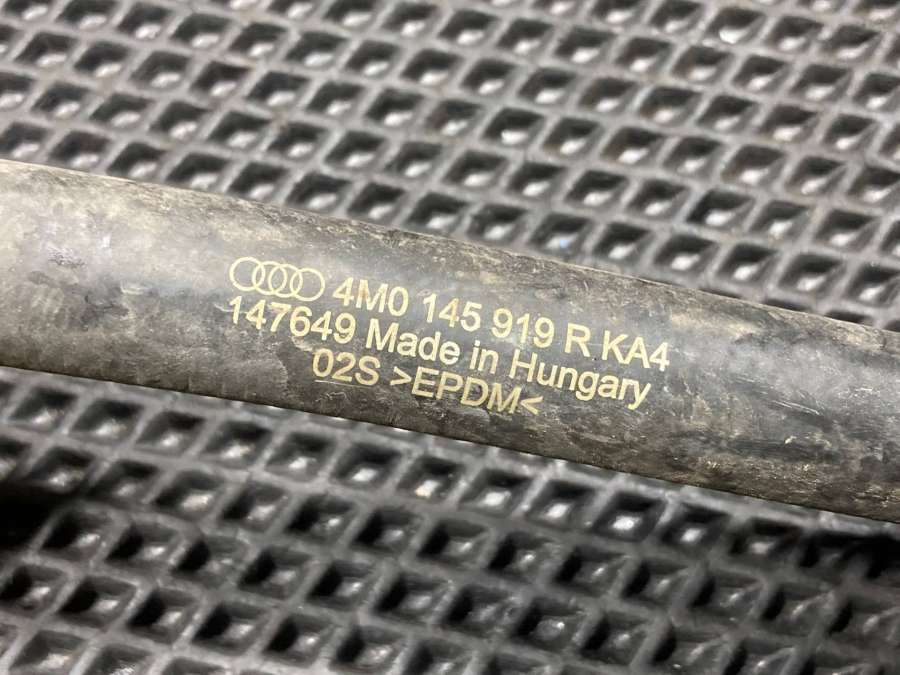 4M0 145 919 R KA4
147649 Made in Hungary
02S >EPDM<